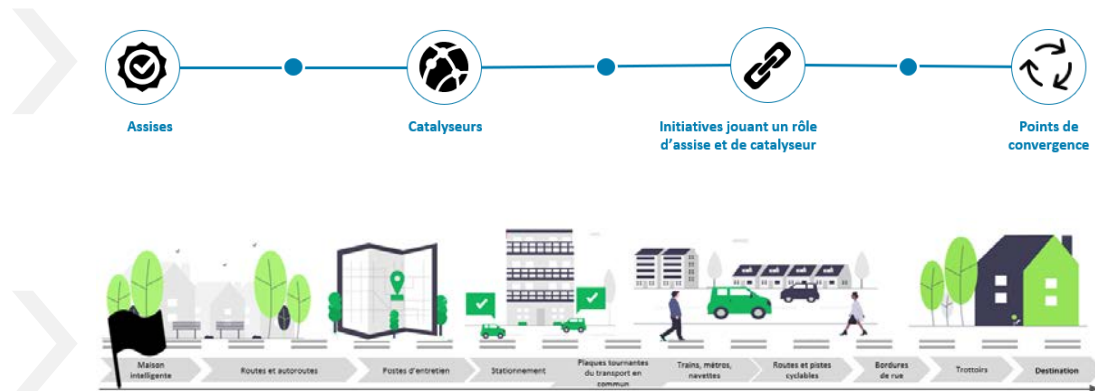 Assises
Catalyseurs
Initiatives jouant un rôle
d'assise et de catalyseur
Points de
convergence
Maison
intelligente
Routes et autoroutes
Postes d'entretien
Stationnement
Plaques tournantes
du transport en
commun
Trains, métros,
navettes
Routes et pistes
cyclables
Bordures
de rue
Trottoirs
Destination